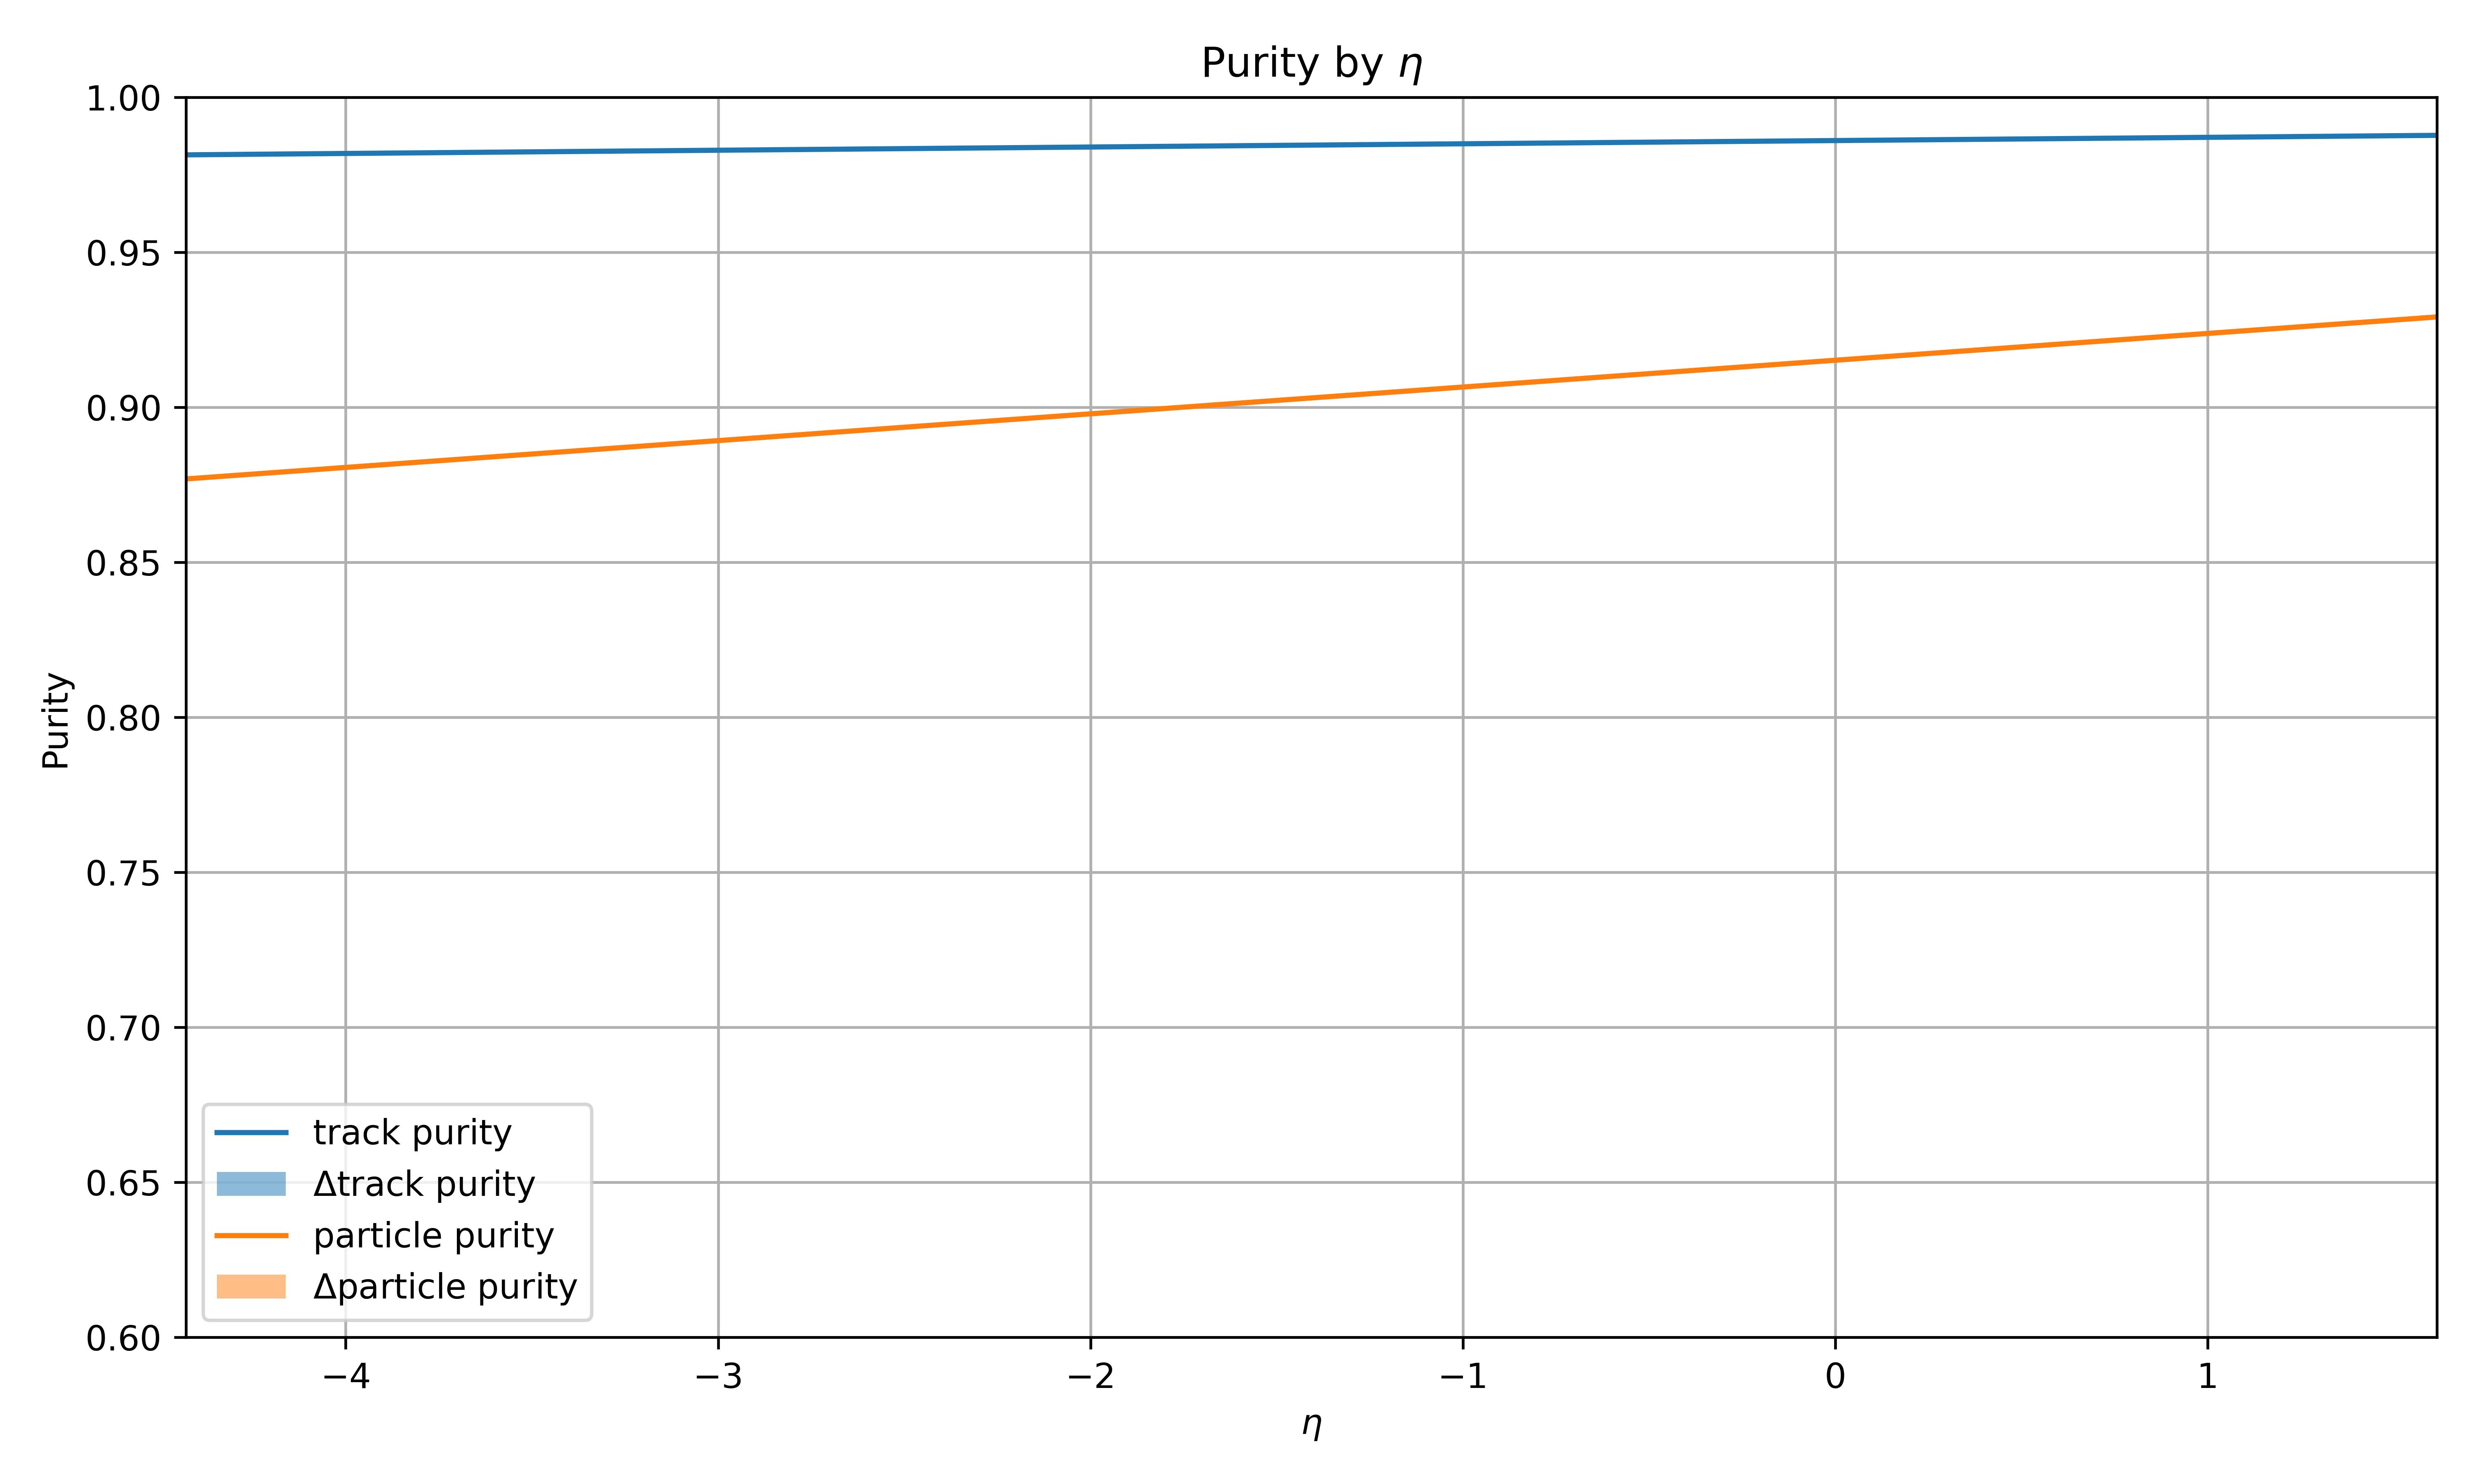 Purity by η
1.00
0.95
0.90
0.85
0.80
0.75
0.70
0.65
0.60
Purity
track purity
Δtrack purity
particle purity
Δparticle purity
−4 −3 −2 −1 0 1
η